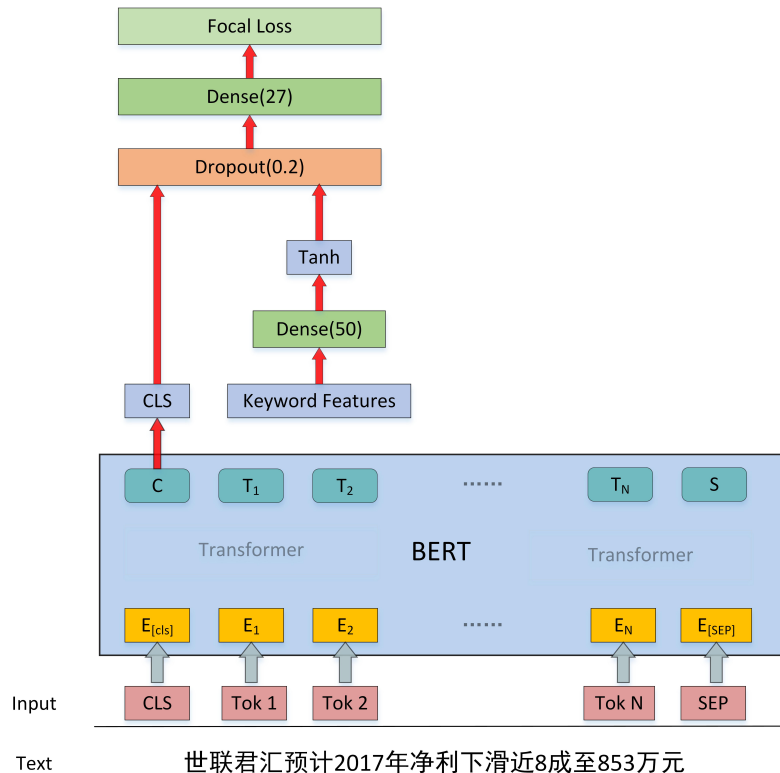 Focal Loss
Dense(27)
Dropout(0.2)
Tanh
Dense(50)
CLS Keyword Features
C T1 T2 ...... TN S
Transformer BERT Transformer
E[cls] E1 E2 ...... EN E[SEP]
Input CLS Tok 1 Tok 2 Tok N SEP
Text 世联君汇预计2017年净利下滑近8成至853万元